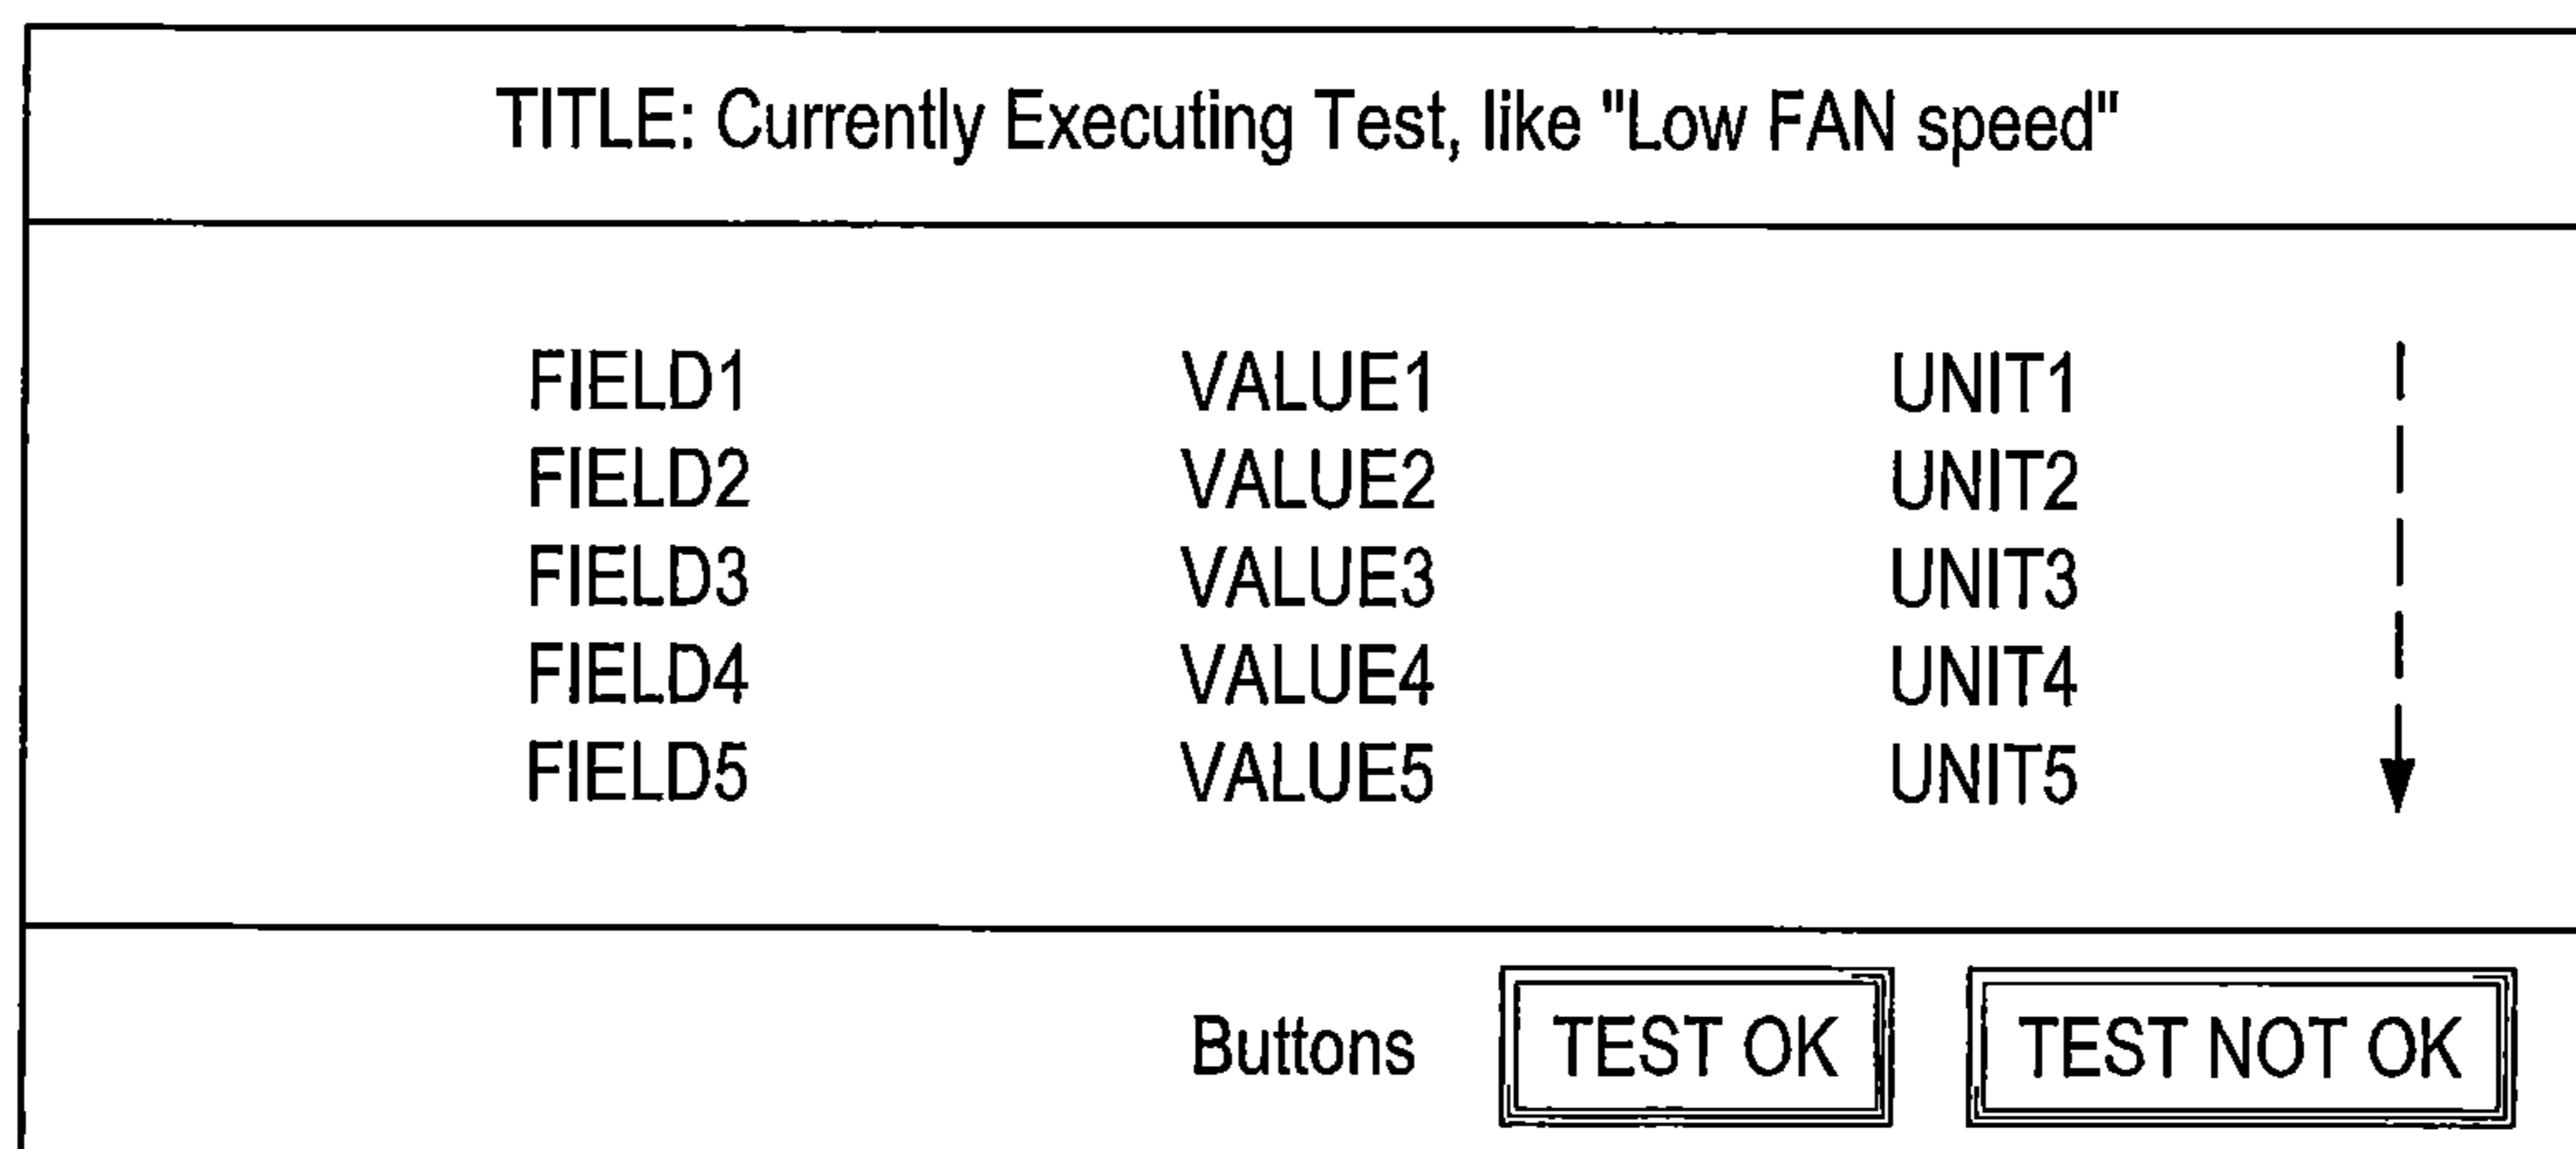 TITLE: Currently Executing Test, like "Low FAN speed"
FIELD1 VALUE1 UNIT1
FIELD2 VALUE2 UNIT2
FIELD3 VALUE3 UNIT3
FIELD4 VALUE4 UNIT4
FIELD5 VALUE5 UNIT5
Buttons TEST OK TEST NOT OK